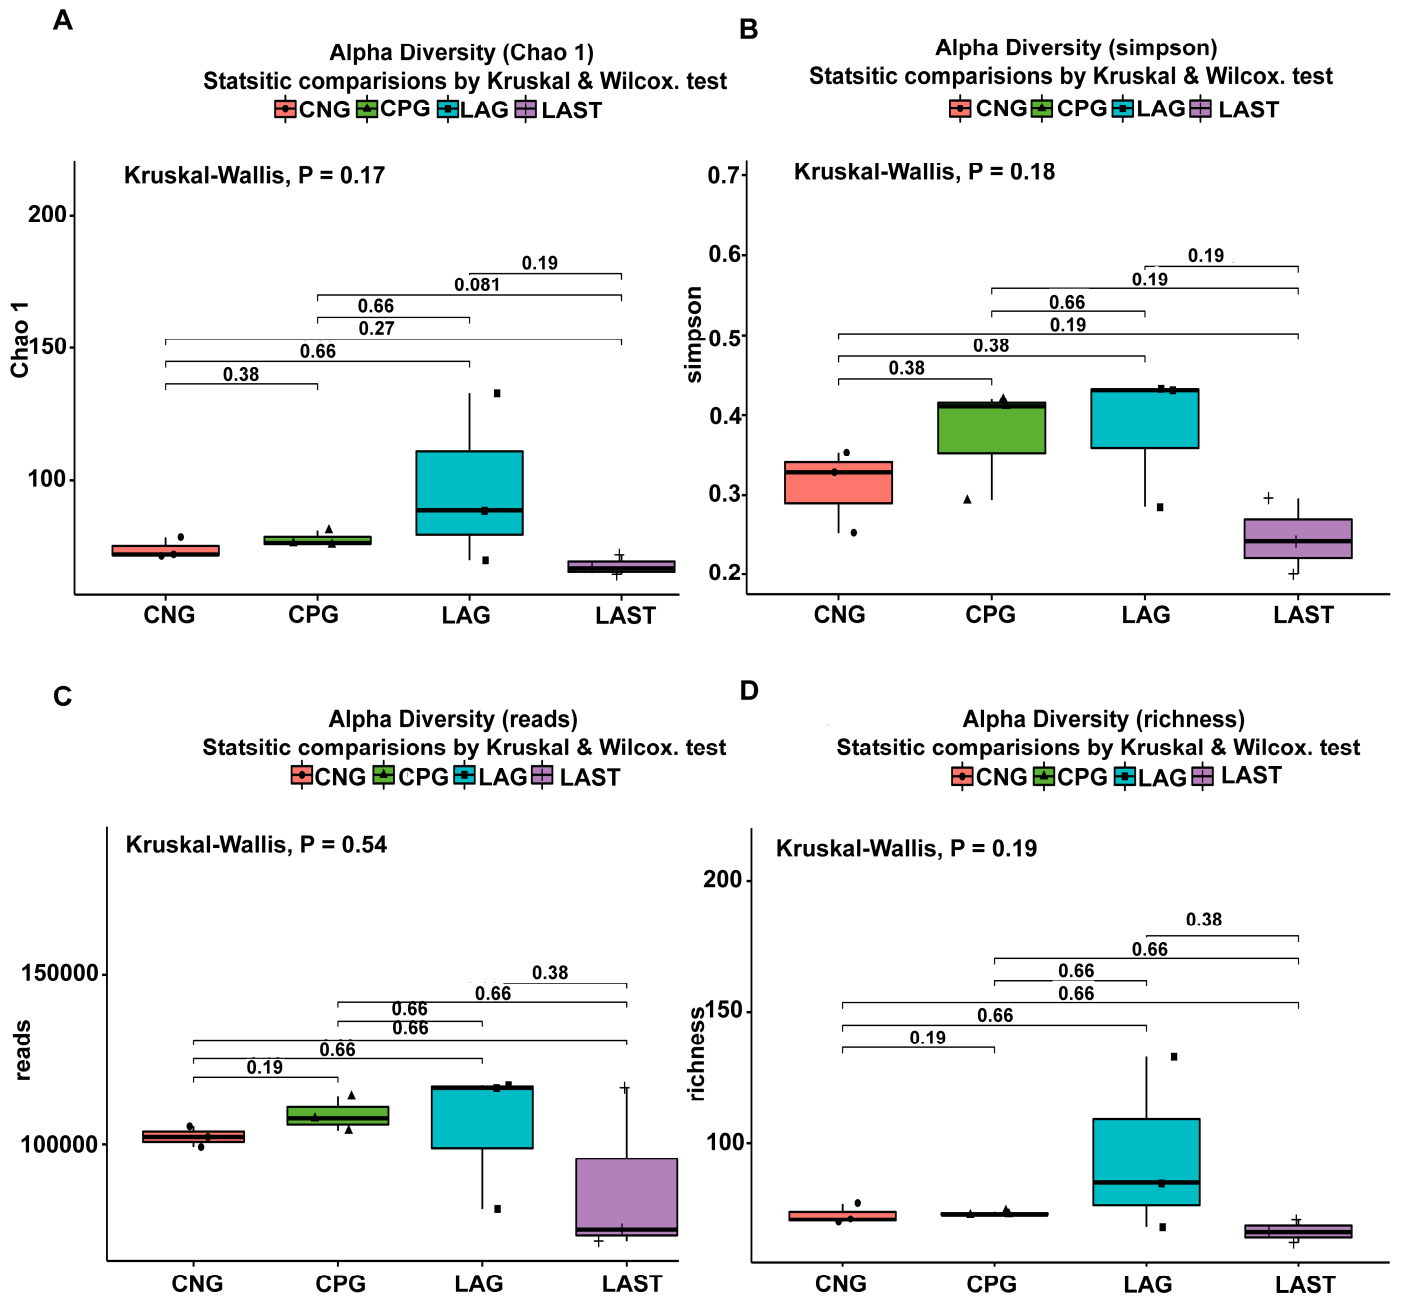 A
Alpha Diversity (Chao 1)
Statsitic comparisions by Kruskal & Wilcox. test
CNG CPG LAG LAST
Kruskal-Wallis, P = 0.17
Chao 1
200
150
100
0.19
0.081
0.66
0.27
0.66
0.38
CNG CPG LAG LAST
B
Alpha Diversity (simpson)
Statsitic comparisions by Kruskal & Wilcox. test
CNG CPG LAG LAST
Kruskal-Wallis, P = 0.18
simpson
0.7
0.6
0.5
0.4
0.3
0.2
0.19
0.19
0.66
0.19
0.38
0.38
CNG CPG LAG LAST
C
Alpha Diversity (reads)
Statsitic comparisions by Kruskal & Wilcox. test
CNG CPG LAG LAST
Kruskal-Wallis, P = 0.54
reads
150000
100000
0.38
0.66
0.66
0.66
0.66
0.19
CNG CPG LAG LAST
D
Alpha Diversity (richness)
Statsitic comparisions by Kruskal & Wilcox. test
CNG CPG LAG LAST
Kruskal-Wallis, P = 0.19
richness
200
150
100
0.38
0.66
0.66
0.66
0.66
0.19
CNG CPG LAG LAST